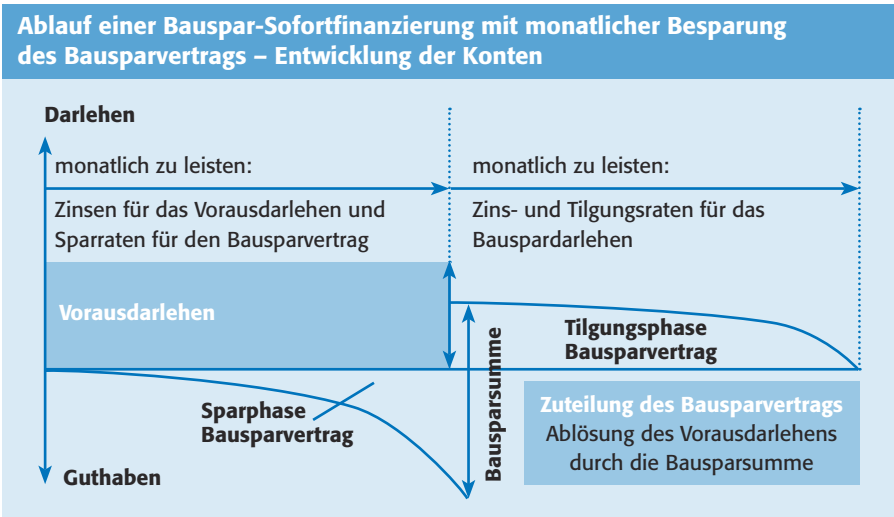 Ablauf einer Bauspar-Sofortfinanzierung mit monatlicher Besparung
des Bausparvertrags – Entwicklung der Konten
Darlehen
monatlich zu leisten:
Zinsen für das Vorausdarlehen und
Sparraten für den Bausparvertrag
monatlich zu leisten:
Zins- und Tilgungsraten für das
Bauspardarlehen
Vorausdarlehen
Tilgungsphase
Bausparvertrag
Bausparsumme
Sparphase
Bausparvertrag
Zuteilung des Bausparvertrags
Ablösung des Vorausdarlehens
durch die Bausparsumme
Guthaben